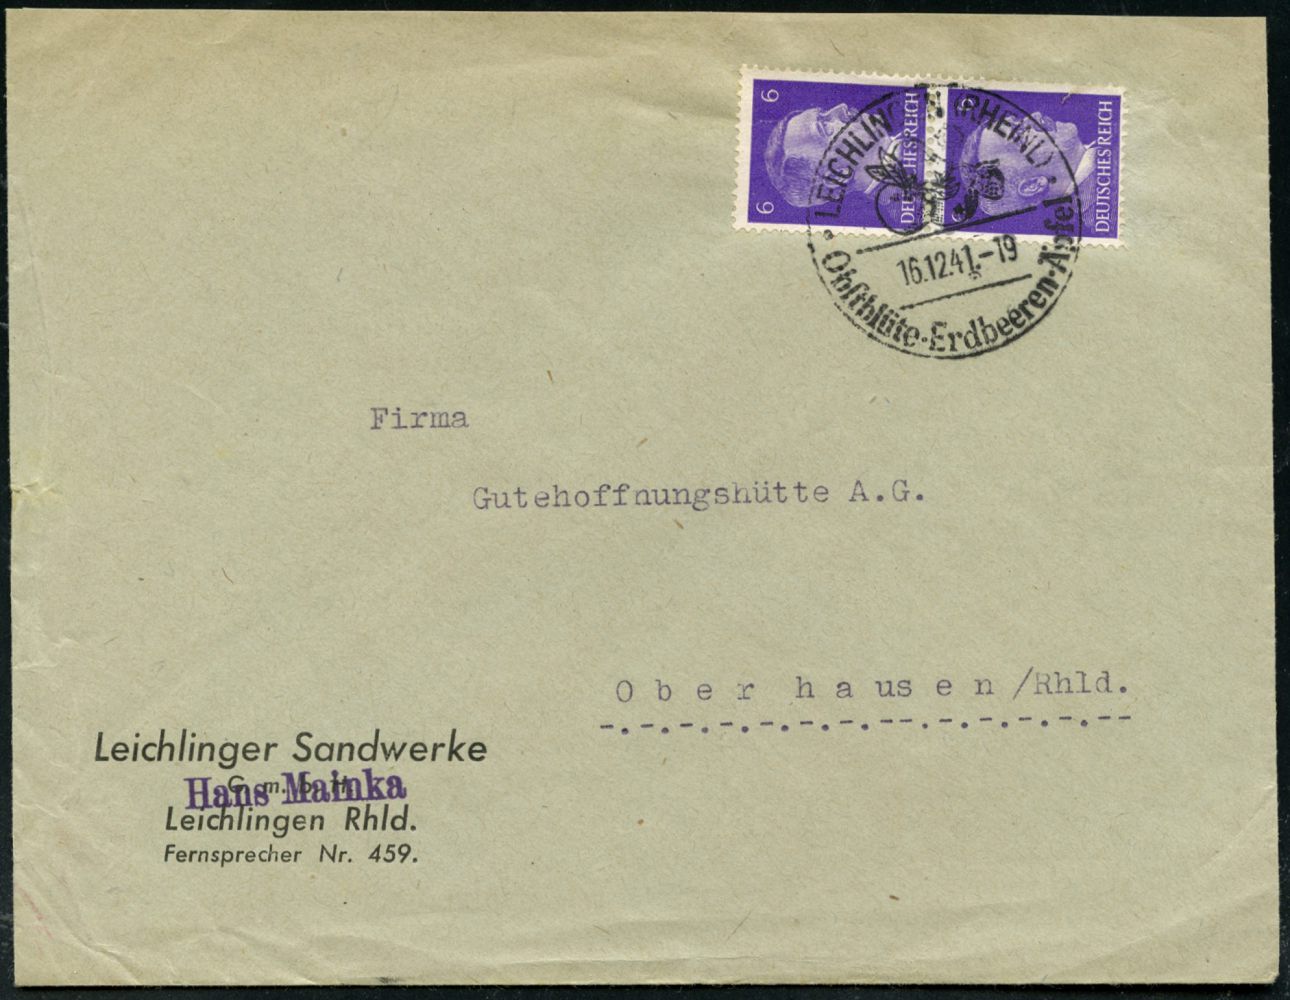 6 6
DEUTSCHES REICH
DEUTSCHES REICH
· LEICHLINGEN (RHEINL) ·
16.12.41.-19
Obstblüte · Erdbeeren · Äpfel
Firma
Gutehoffnungshütte A.G.
O b e r h a us e n /Rhld.
Leichlinger Sandwerke
G. m. b. H.
Hans Mainka
Leichlingen Rhld.
Fernsprecher Nr. 459.